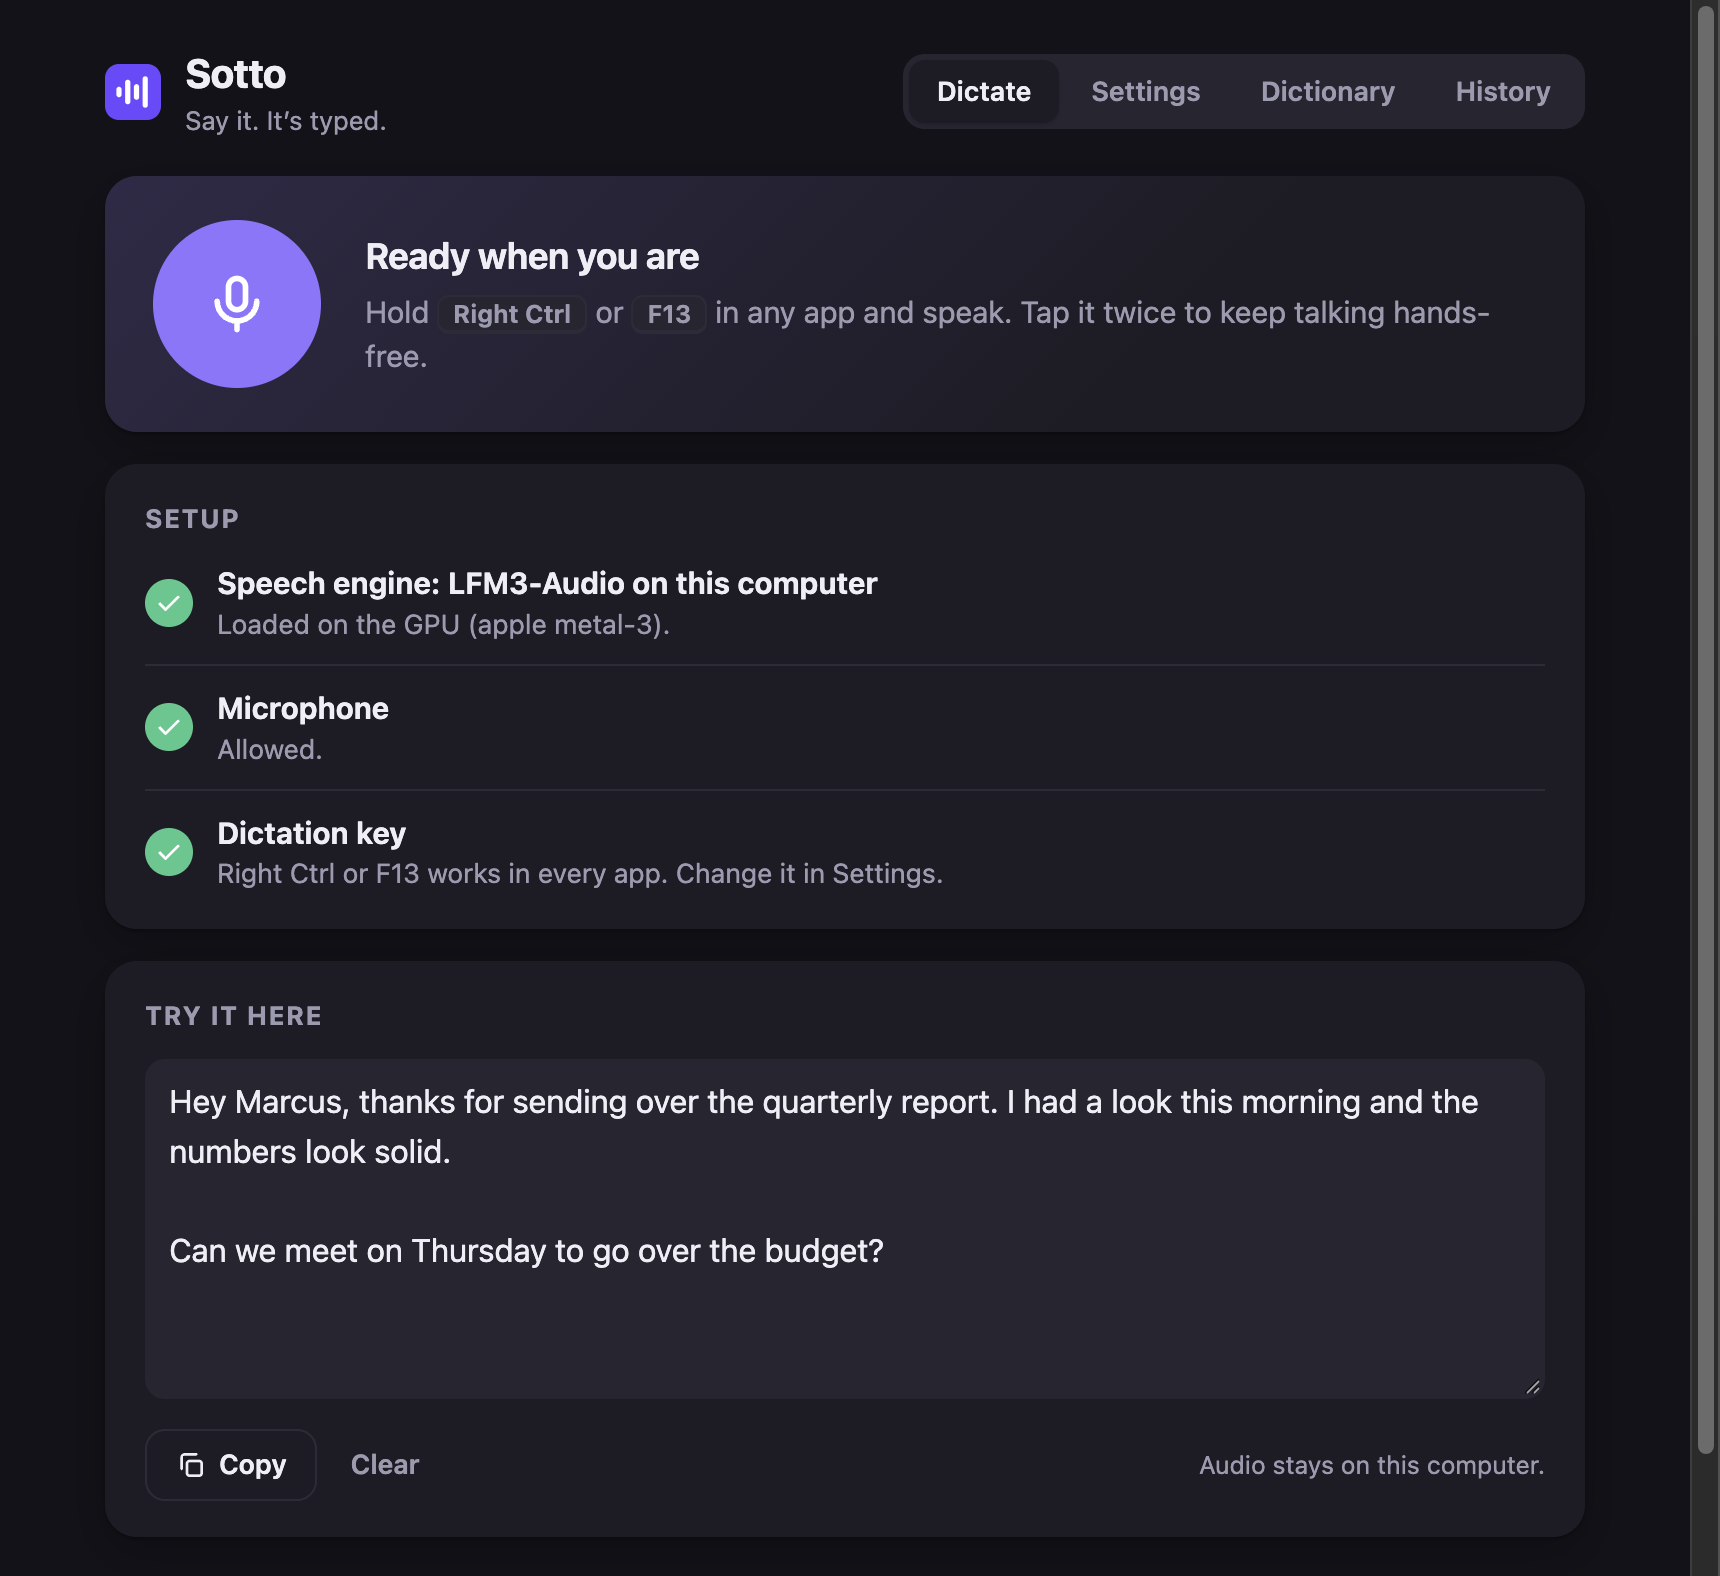 Sotto
Say it. It’s typed.
Dictate
Settings
Dictionary
History
Ready when you are
Hold Right Ctrl or F13 in any app and speak. Tap it twice to keep talking hands-
free.
SETUP
Speech engine: LFM3-Audio on this computer
Loaded on the GPU (apple metal-3).
Microphone
Allowed.
Dictation key
Right Ctrl or F13 works in every app. Change it in Settings.
TRY IT HERE
Hey Marcus, thanks for sending over the quarterly report. I had a look this morning and the
numbers look solid.
Can we meet on Thursday to go over the budget?
Copy
Clear
Audio stays on this computer.